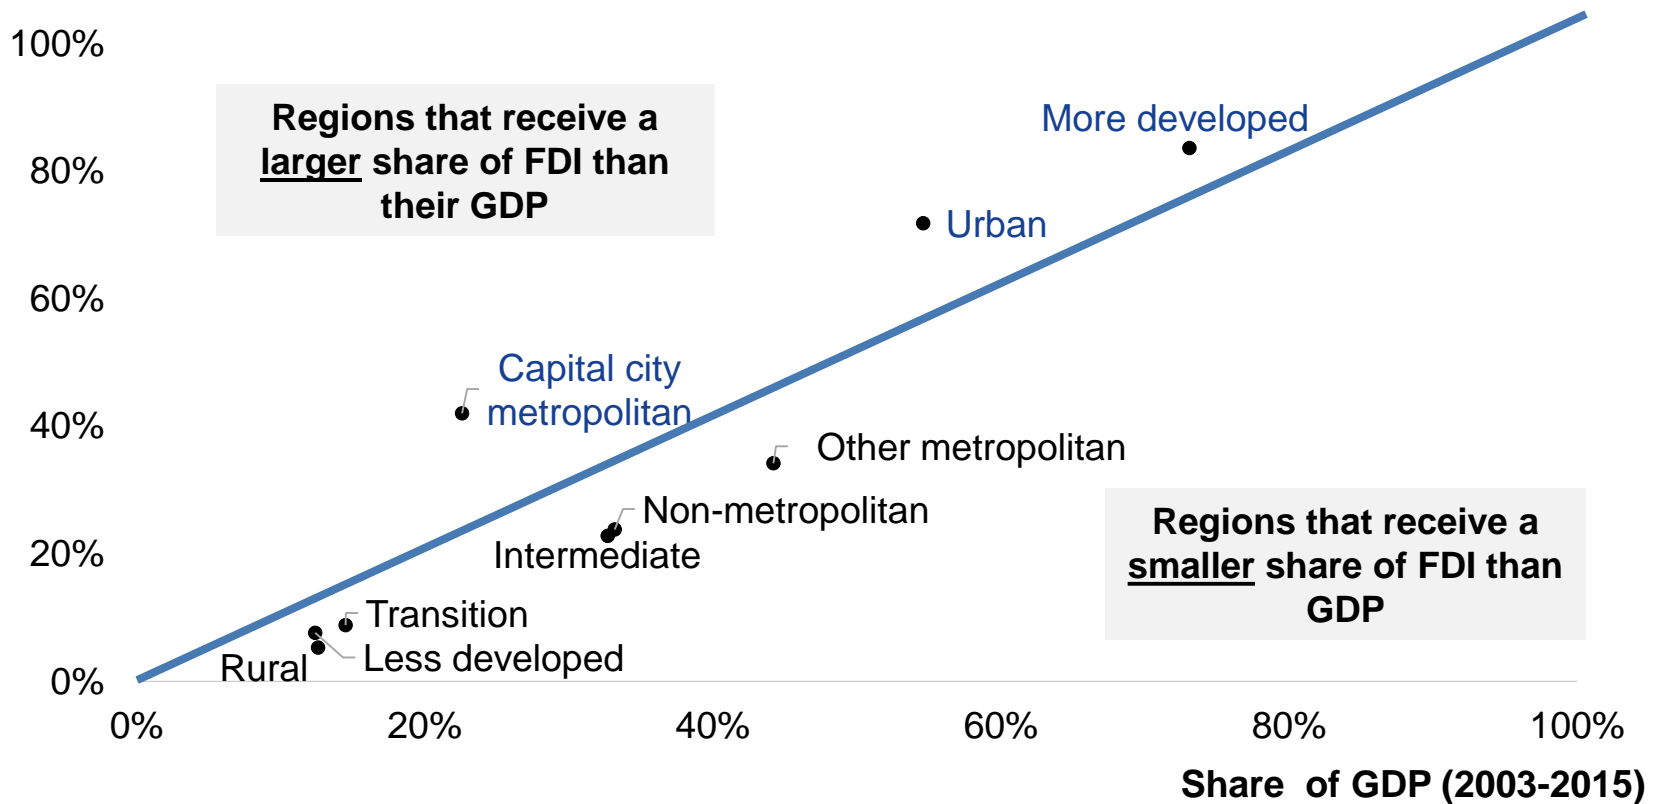 100%
80%
60%
40%
20%
0%
Regions that receive a
larger share of FDI than
their GDP
More developed
Urban
Capital city
metropolitan
Other metropolitan
Non-metropolitan
Intermediate
Regions that receive a
smaller share of FDI than
GDP
Transition
Less developed
Rural
0% 20% 40% 60% 80% 100%
Share of GDP (2003-2015)